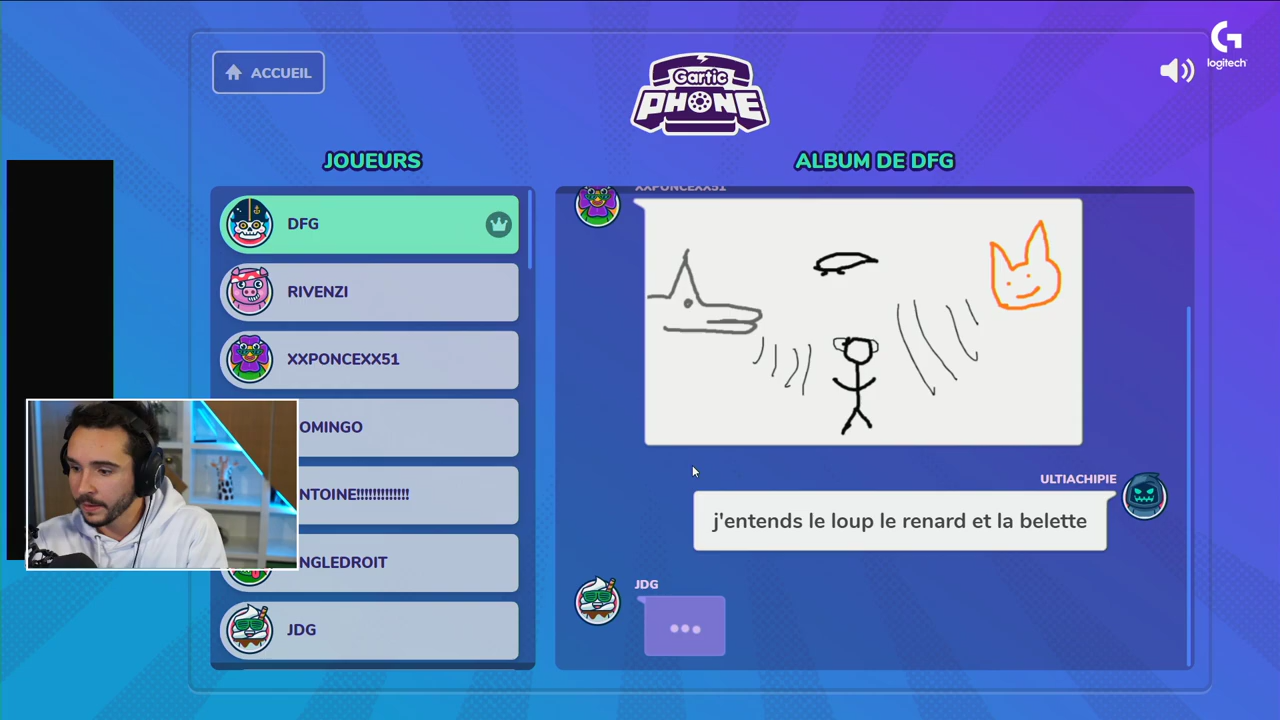 logitech
ACCUEIL
Gartic
PHONE
JOUEURS
DFG
RIVENZI
XXPONCEXX51
OMINGO
NTOINE!!!!!!!!!!!!!
NGLEDROIT
JDG
ALBUM DE DFG
XXPONCEXX51
ULTIACHIPIE
j'entends le loup le renard et la belette
JDG
...